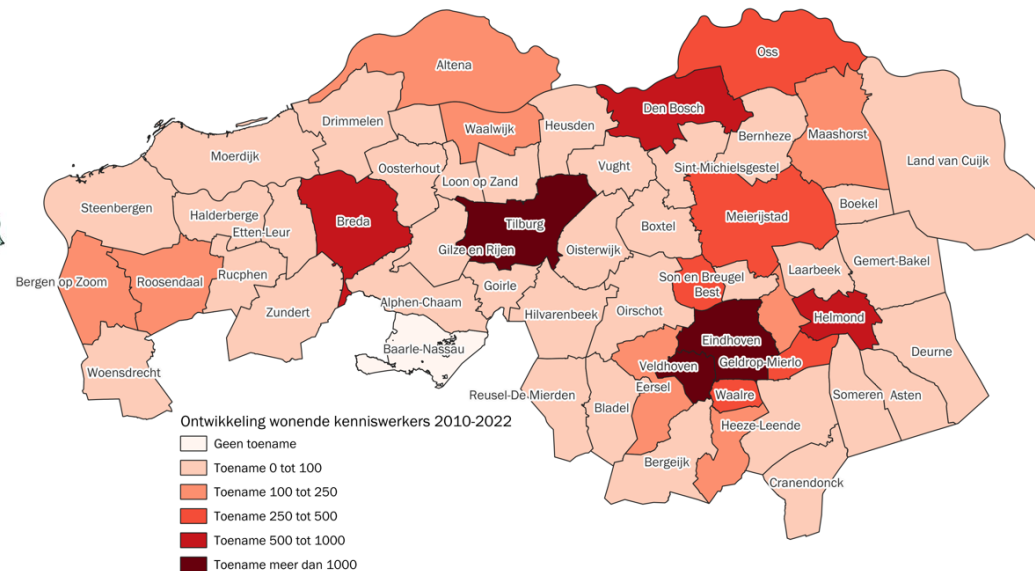 Oss
Altena
Den Bosch
Drimmelen
Waalwijk
Heusden
Bernheze
Maashorst
Moerdijk
Land van Cuijk
Oosterhout
Vught
Sint-Michielsgestel
Loon op Zand
Steenbergen
Halderberge
Boekel
Breda
Tilburg
Boxtel
Meierijstad
Etten-Leur
Gilze en Rijen
Oisterwijk
Gemert-Bakel
Laarbeek
Bergen op Zoom
Roosendaal
Rucphen
Son en Breugel
Goirle
Best
Alphen-Chaam
Zundert
Hilvarenbeek
Oirschot
Helmond
Eindhoven
Baarle-Nassau
Deurne
Geldrop-Mierlo
Veldhoven
Woensdrecht
Eersel
Reusel-De Mierden
Waalre
Someren
Asten
Bladel
Ontwikkeling wonende kenniswerkers 2010-2022
Heeze-Leende
Geen toename
Bergeijk
Toename 0 tot 100
Cranendonck
Toename 100 tot 250
Toename 250 tot 500
Toename 500 tot 1000
Toename meer dan 1000